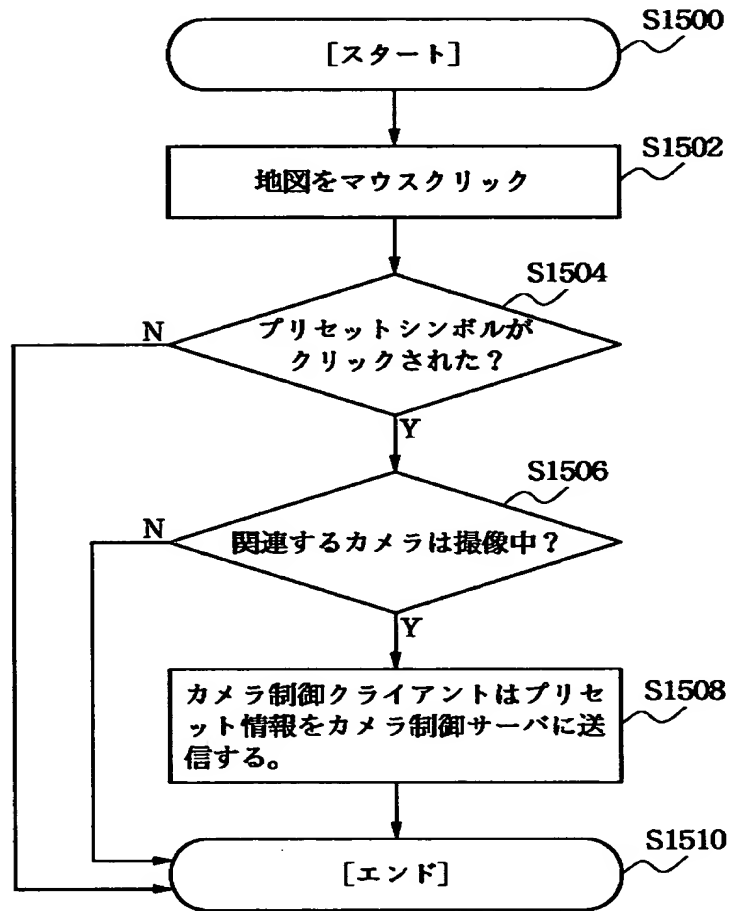 S1500
[スタート]
S1502
地図をマウスクリック
S1504
プリセットシンボルが
クリックされた？
N
Y
S1506
関連するカメラは撮像中？
N
Y
S1508
カメラ制御クライアントはプリセ
ット情報をカメラ制御サーバに送
信する。
S1510
[エンド]